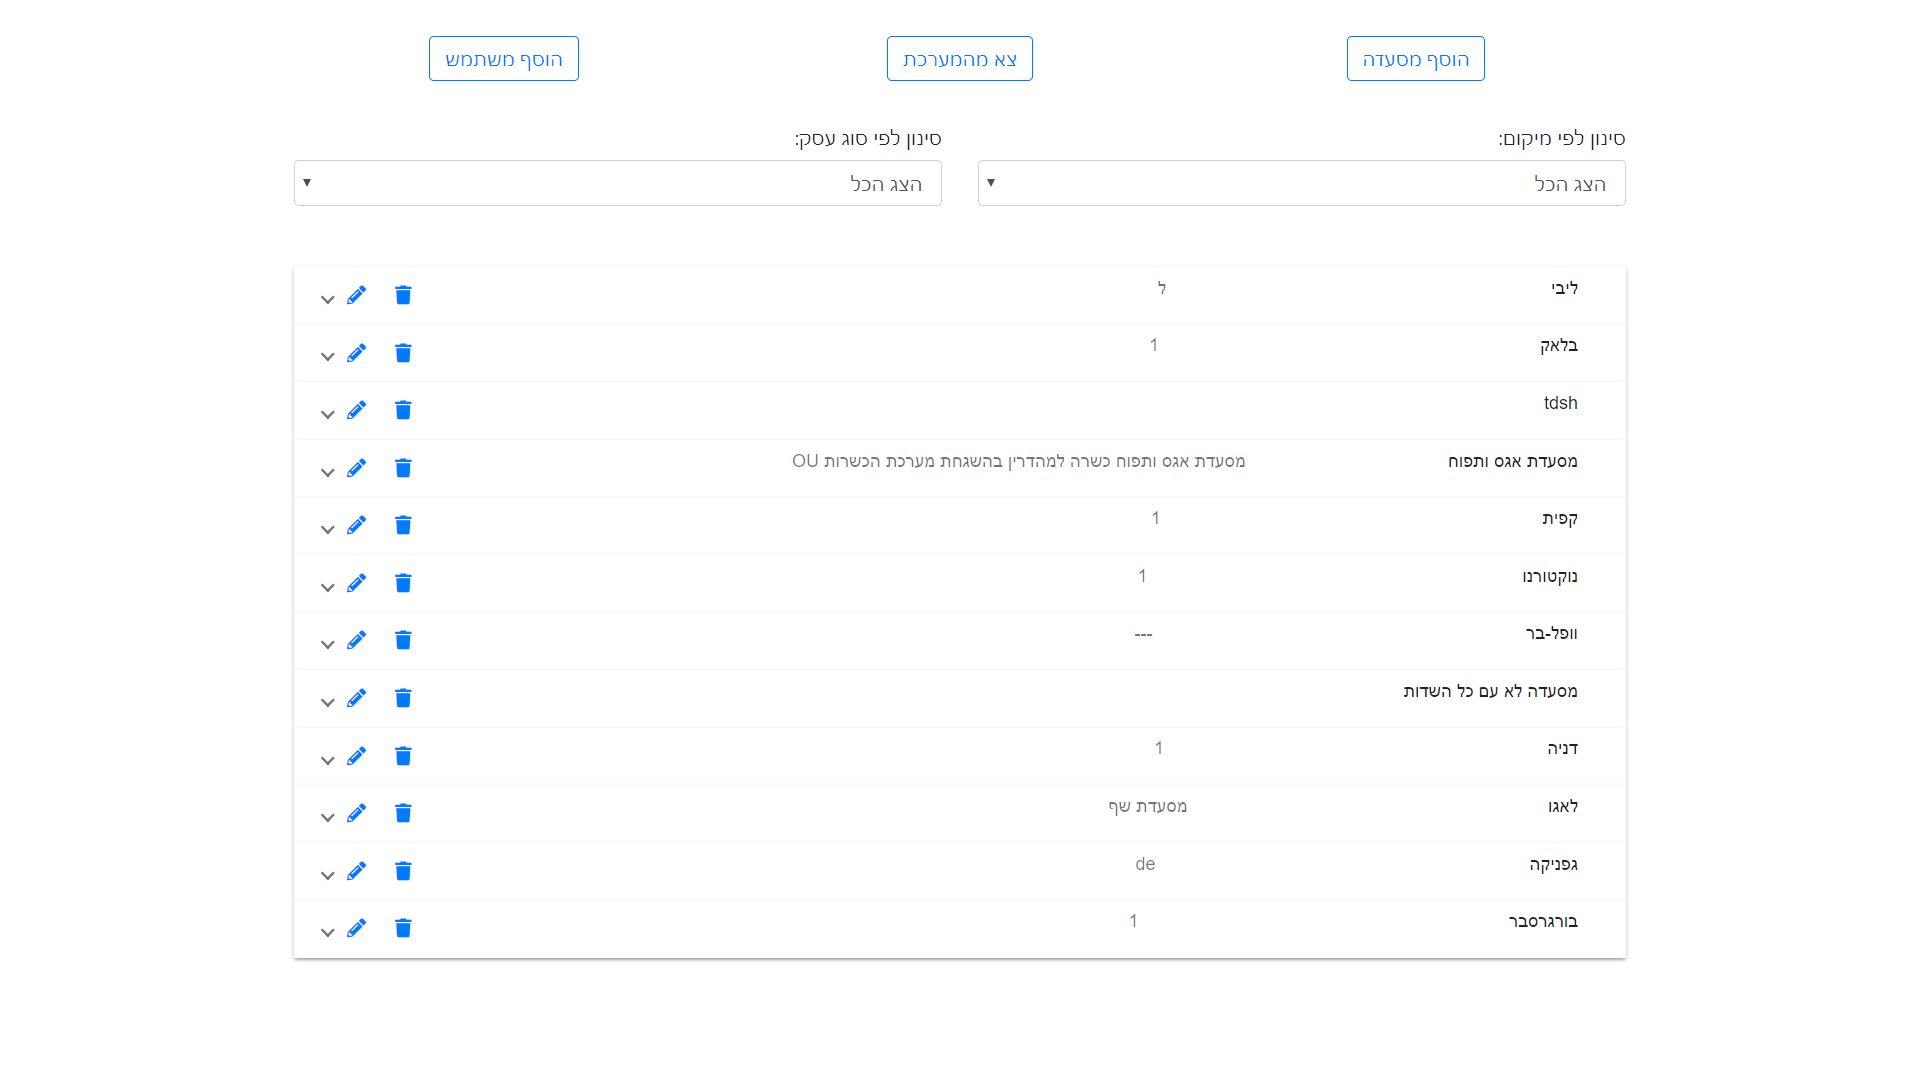 הוסף מסעדה
צא מהמערכת
הוסף משתמש
סינון לפי מיקום:
סינון לפי סוג עסק:
הצג הכל
הצג הכל
ליבי ל
בלאק 1
tdsh
מסעדת אגס ותפוח מסעדת אגס ותפוח כשרה למהדרין בהשגחת מערכת הכשרות OU
קפית 1
נוקטורנו 1
וופל-בר ---
מסעדה לא עם כל השדות
דניה 1
לאגו מסעדת שף
גפניקה de
בורגרסבר 1